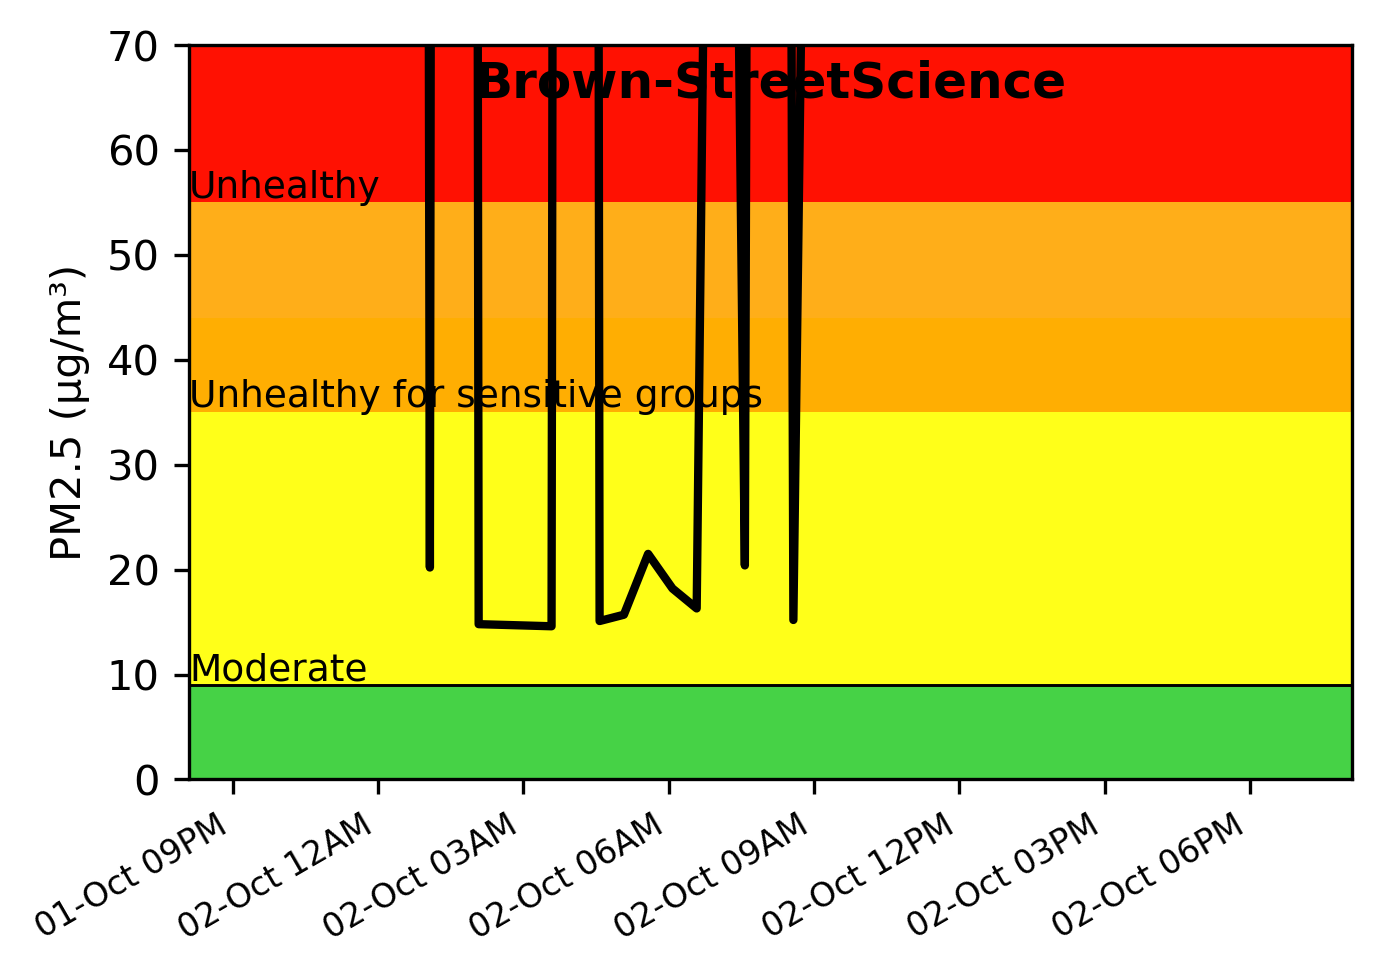 Brown-StreetScience
70
60
50
40
30
20
10
0
PM2.5 (µg/m³)
Unhealthy
Unhealthy for sensitive groups
Moderate
01-Oct 09PM
02-Oct 12AM
02-Oct 03AM
02-Oct 06AM
02-Oct 09AM
02-Oct 12PM
02-Oct 03PM
02-Oct 06PM